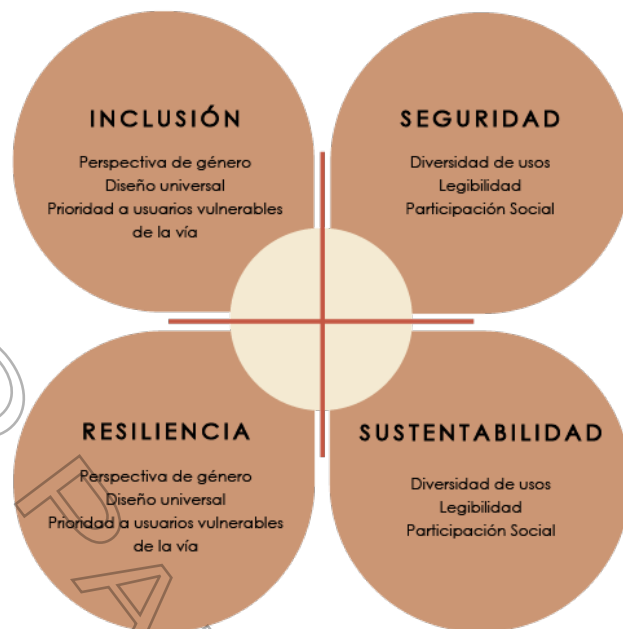 INCLUSIÓN
Perspectiva de género
Diseño universal
Prioridad a usuarios vulnerables
de la vía
SEGURIDAD
Diversidad de usos
Legibilidad
Participación Social
RESILIENCIA
Perspectiva de género
Diseño universal
Prioridad a usuarios vulnerables
de la vía
SUSTENTABILIDAD
Diversidad de usos
Legibilidad
Participación Social